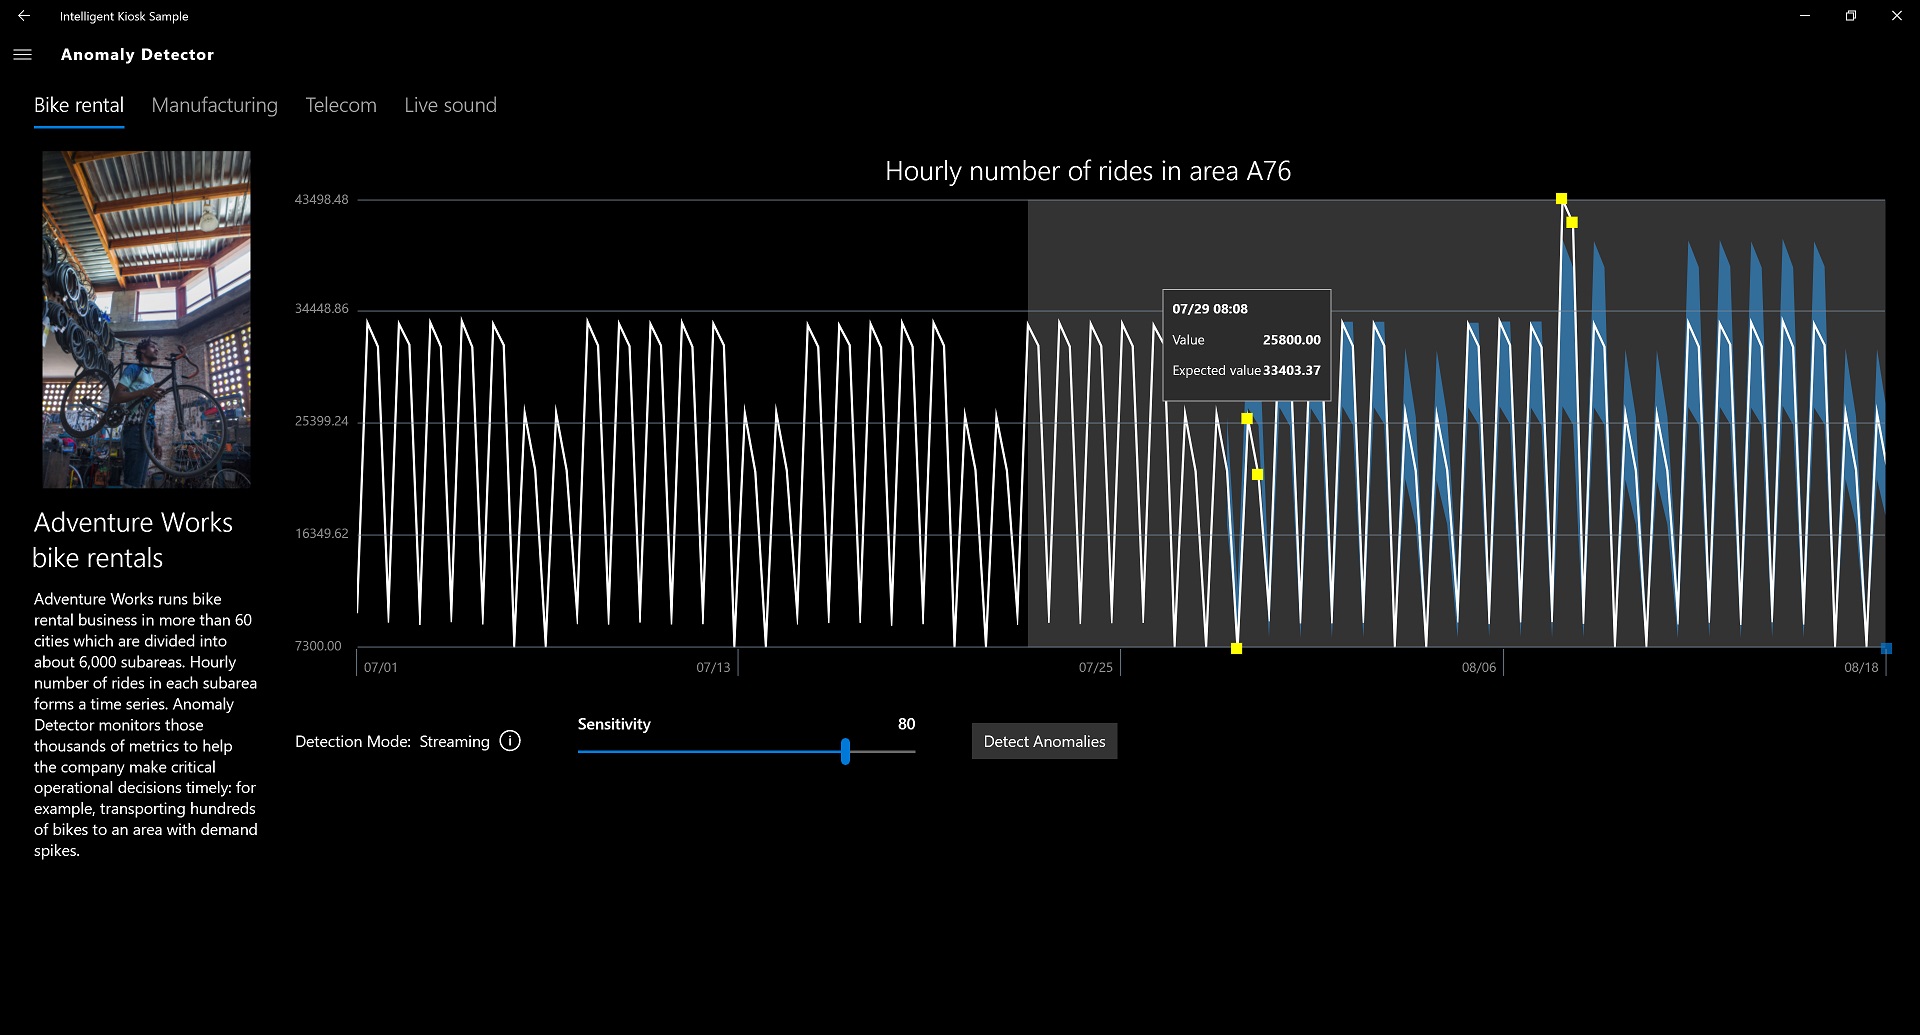 Intelligent Kiosk Sample
Anomaly Detector
Bike rental Manufacturing Telecom Live sound
Hourly number of rides in area A76
43498.48
34448.86
25399.24
16349.62
7300.00
07/29 08:08
Value 25800.00
Expected value 33403.37
07/01 07/13 07/25 08/06 08/18
Adventure Works
bike rentals
Adventure Works runs bike
rental business in more than 60
cities which are divided into
about 6,000 subareas. Hourly
number of rides in each subarea
forms a time series. Anomaly
Detector monitors those
thousands of metrics to help
the company make critical
operational decisions timely: for
example, transporting hundreds
of bikes to an area with demand
spikes.
Detection Mode: Streaming
Sensitivity 80
Detect Anomalies